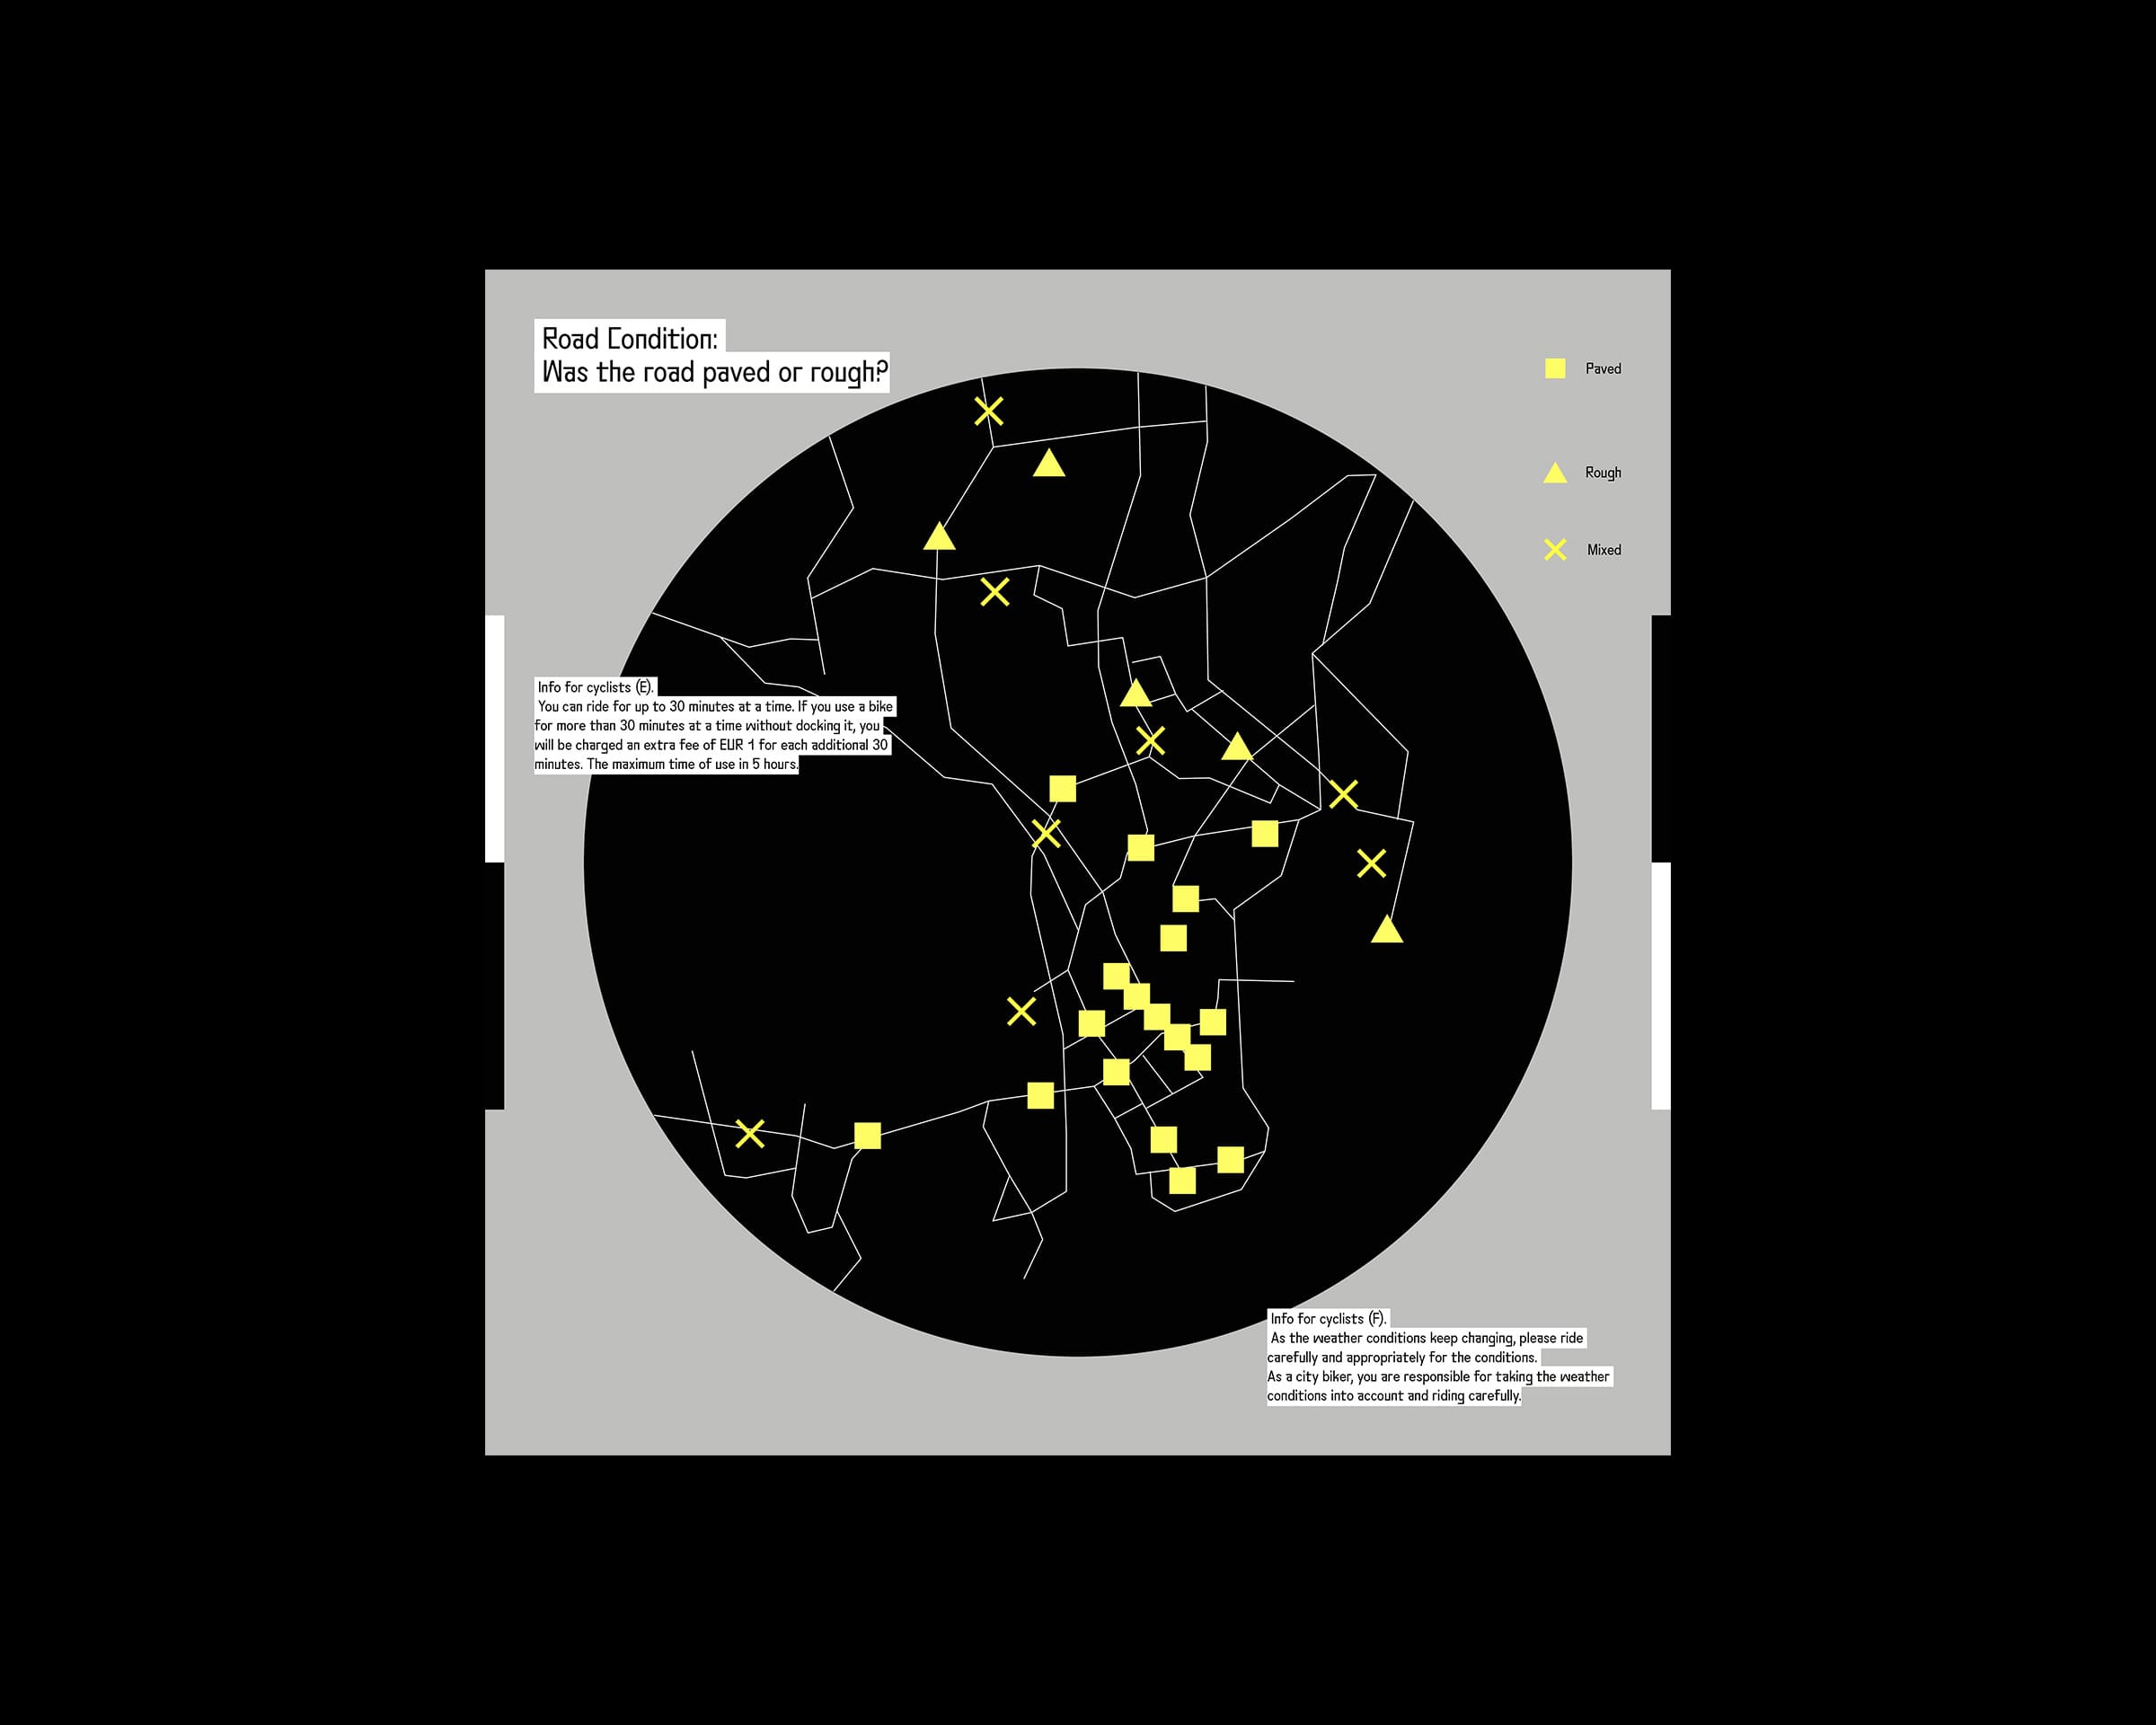 Road Condition:
Was the road paved or rough?
Paved
Rough
Mixed
Info for cyclists (E).
You can ride for up to 30 minutes at a time. If you use a bike
for more than 30 minutes at a time without docking it, you
will be charged an extra fee of EUR 1 for each additional 30
minutes. The maximum time of use in 5 hours.
Info for cyclists (F).
As the weather conditions keep changing, please ride
carefully and appropriately for the conditions.
As a city biker, you are responsible for taking the weather
conditions into account and riding carefully.